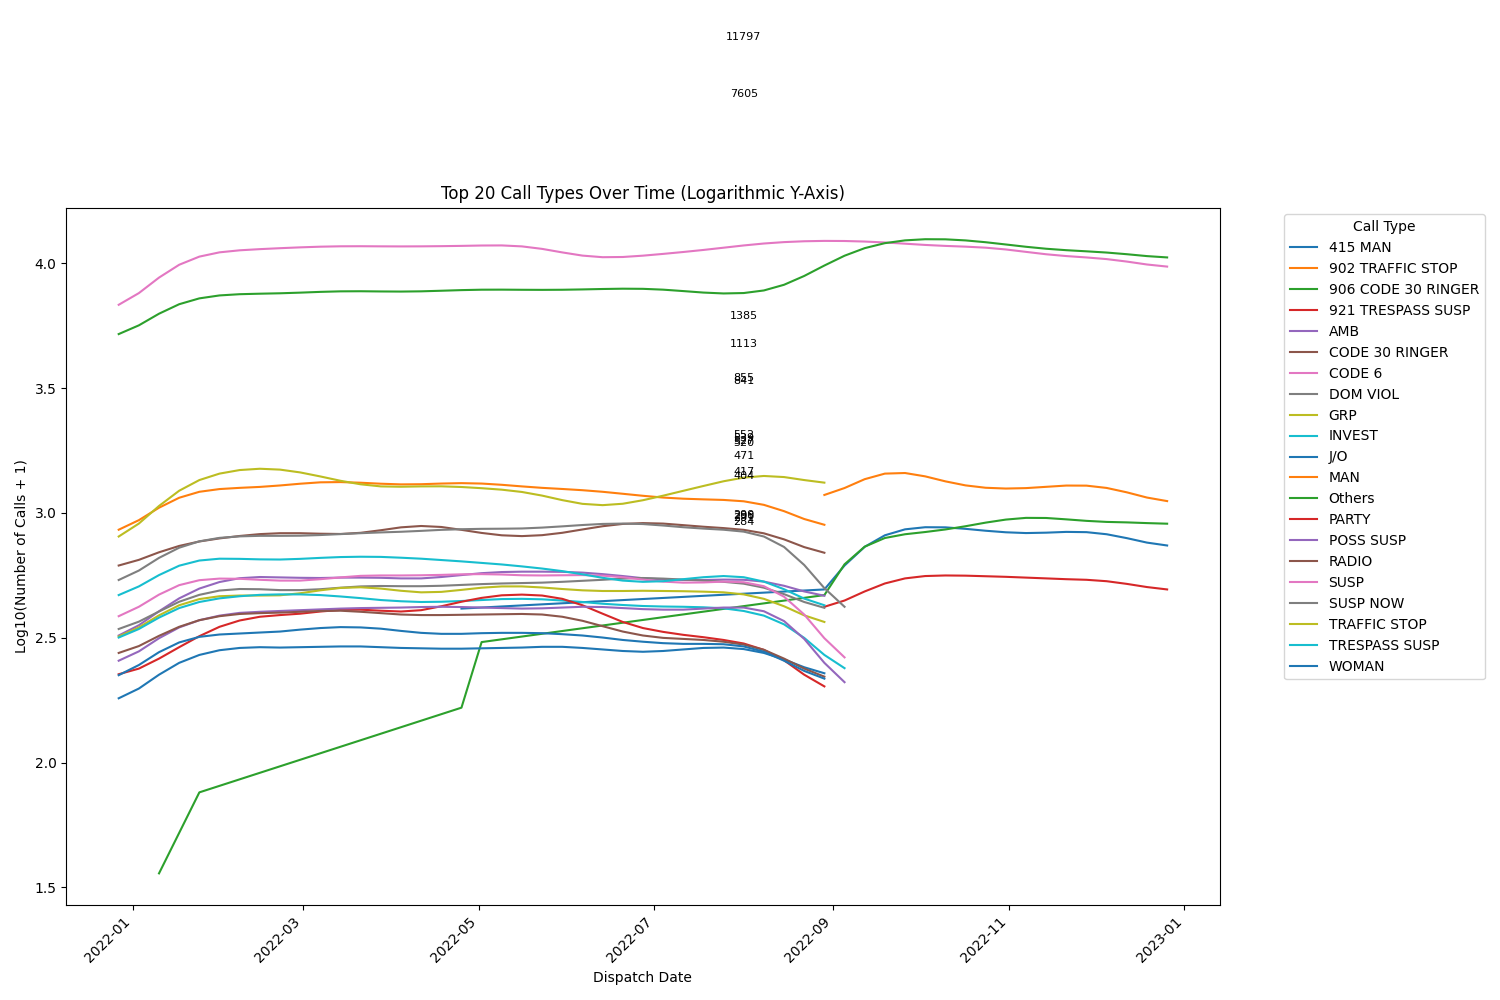 11797
7605
Top 20 Call Types Over Time (Logarithmic Y-Axis)
4.0
3.5
3.0
2.5
2.0
1.5
Log10(Number of Calls + 1)
1385
1113
855
841
553
520
471
417
404
284
2022-01
2022-03
2022-05
2022-07
2022-09
2022-11
2023-01
Dispatch Date
Call Type
415 MAN
902 TRAFFIC STOP
906 CODE 30 RINGER
921 TRESPASS SUSP
AMB
CODE 30 RINGER
CODE 6
DOM VIOL
GRP
INVEST
J/O
MAN
Others
PARTY
POSS SUSP
RADIO
SUSP
SUSP NOW
TRAFFIC STOP
TRESPASS SUSP
WOMAN